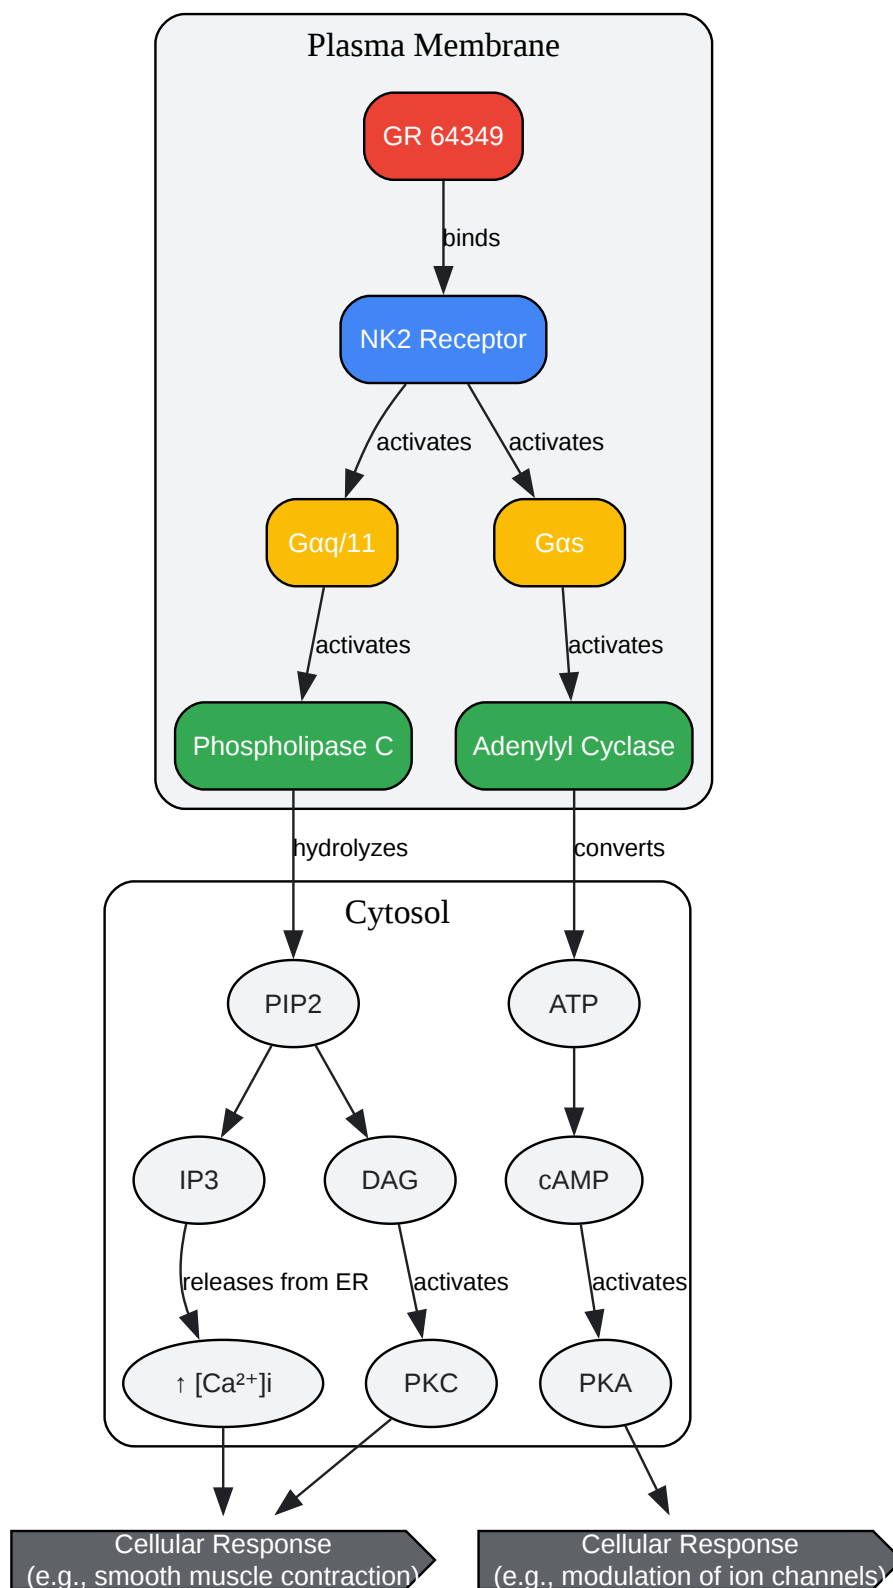 Plasma Membrane
GR 64349
binds
NK2 Receptor
activates
activates
Gαq/11
Gαs
activates
activates
Phospholipase C
Adenylyl Cyclase
hydrolyzes
converts
Cytosol
PIP2
ATP
IP3
DAG
cAMP
releases from ER
activates
activates
↑ [Ca²⁺]i
PKC
PKA
Cellular Response
(e.g., smooth muscle contraction)
Cellular Response
(e.g., modulation of ion channels)